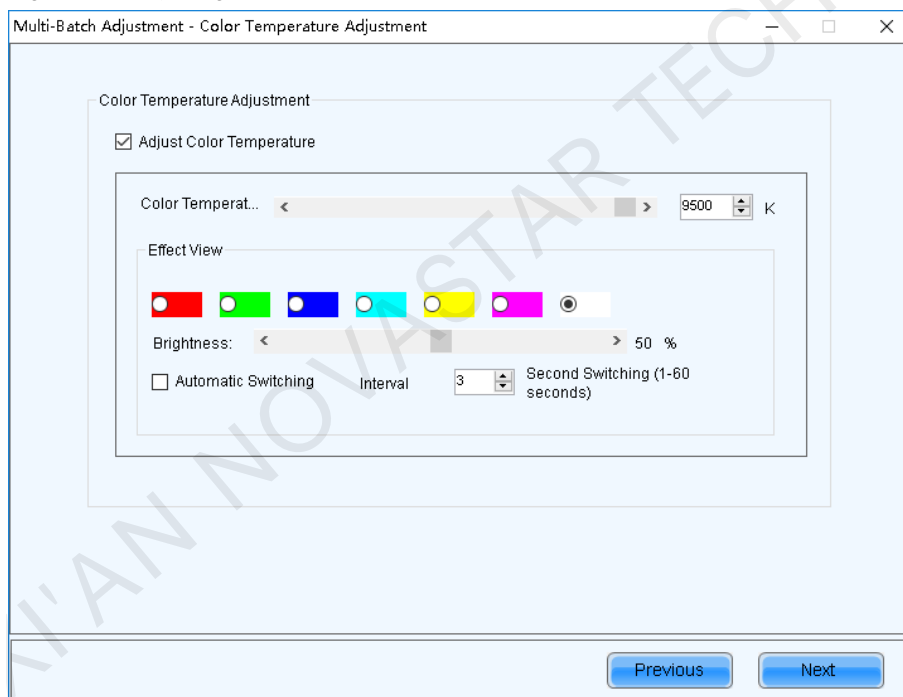 Multi-Batch Adjustment - Color Temperature Adjustment
Color Temperature Adjustment
Adjust Color Temperature
Color Temperat... 9500 K
Effect View
Brightness: 50 %
Automatic Switching Interval 3 Second Switching (1-60
seconds)
Previous Next
XI'AN NOVASTAR TECH